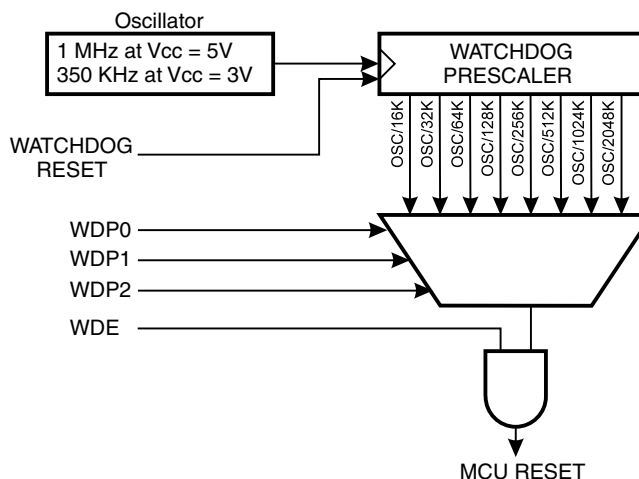 Oscillator
1 MHz at Vcc = 5V
350 KHz at Vcc = 3V
WATCHDOG
PRESCALER
WATCHDOG
RESET
OSC/16K
OSC/32K
OSC/64K
OSC/128K
OSC/256K
OSC/512K
OSC/1024K
OSC/2048K
WDP0
WDP1
WDP2
WDE
MCU RESET